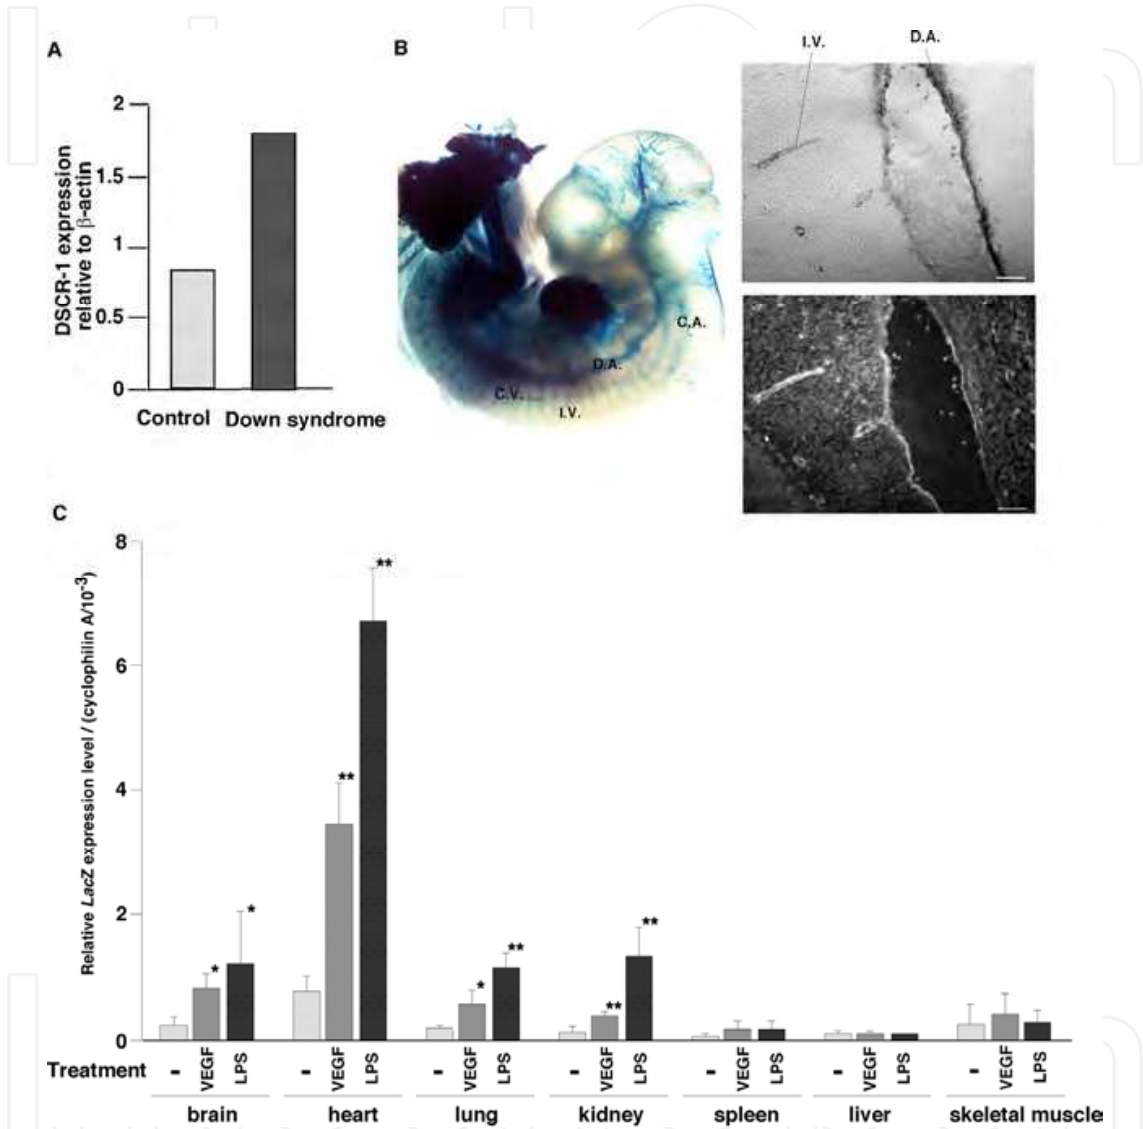 A
B
I.V.
D.A.
2
1.5
1
0.5
0
DSCR-1 expression
relative to β-actin
Control Down syndrome
C.A.
D.A.
C.V.
I.V.
C
8
6
4
2
0
Relative LacZ expression level / (cyclophilin A/10⁻³)
* * ** ** * ** ** **
Treatment - VEGF LPS - VEGF LPS - VEGF LPS - VEGF LPS - VEGF LPS - VEGF LPS - VEGF LPS
brain heart lung kidney spleen liver skeletal muscle